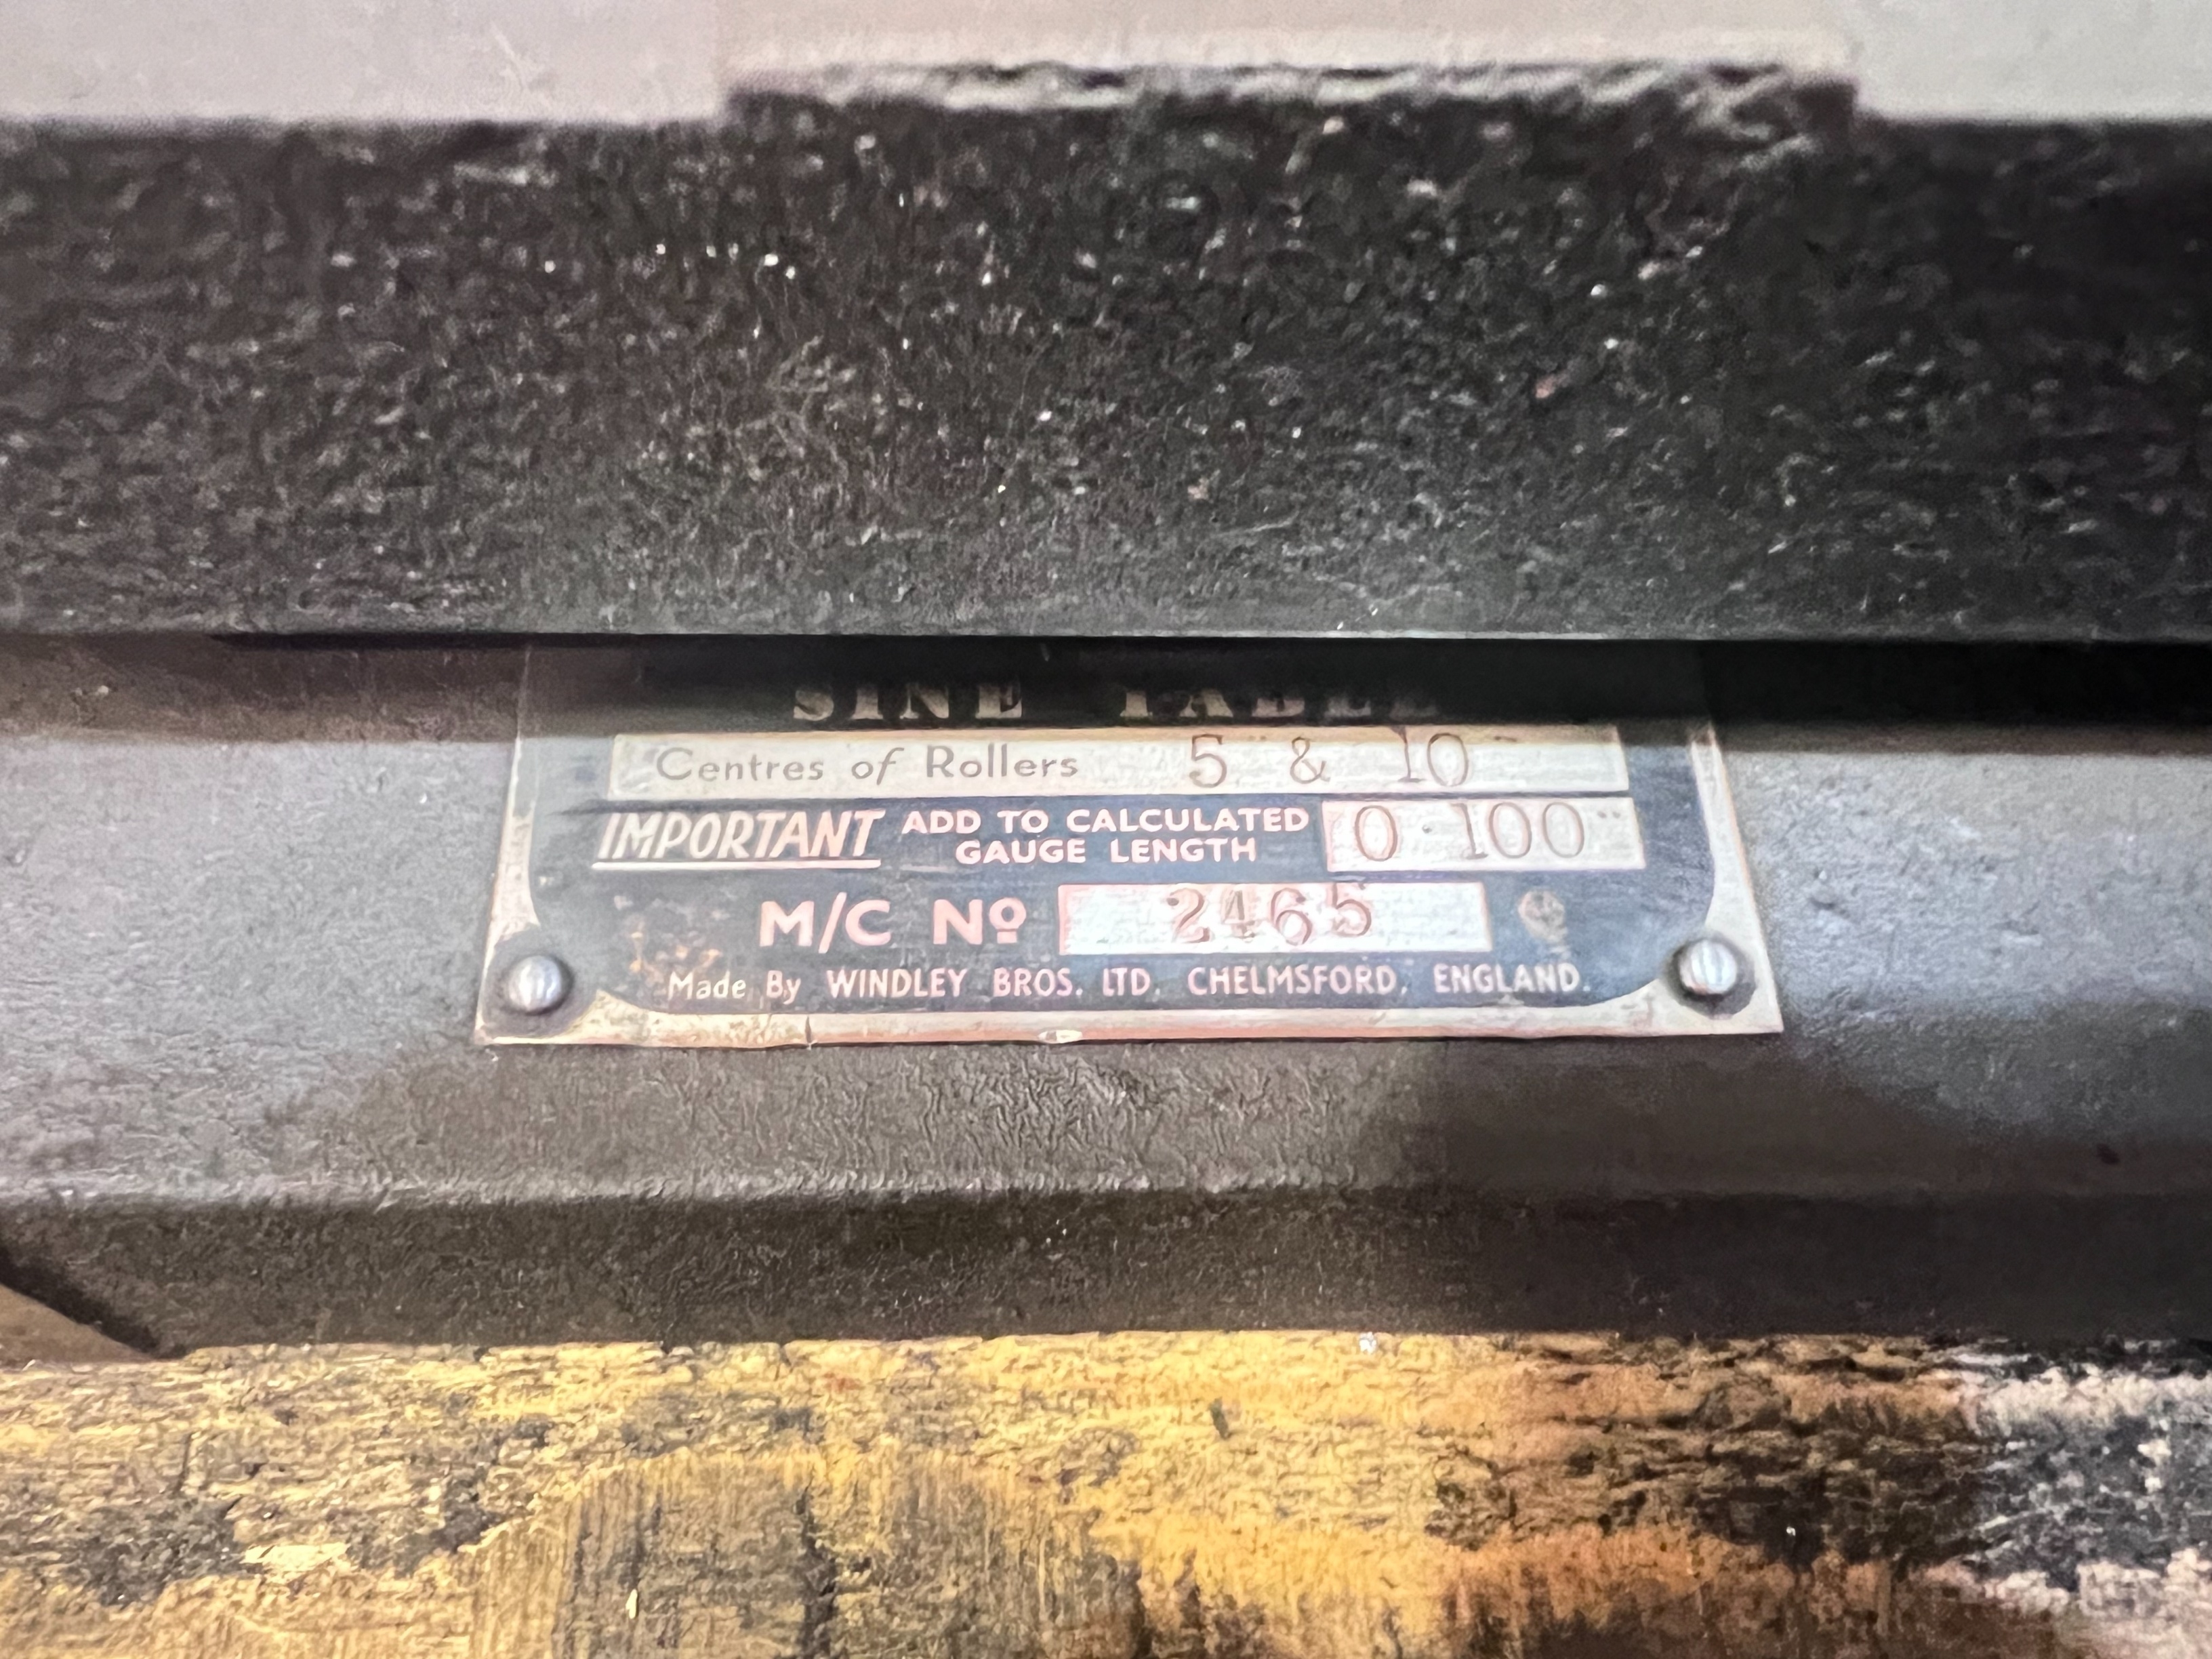 SINE TABLE
Centres of Rollers 5" & 10"
IMPORTANT ADD TO CALCULATED GAUGE LENGTH 0.100"
M/C Nº 2465
Made By WINDLEY BROS. LTD. CHELMSFORD, ENGLAND.